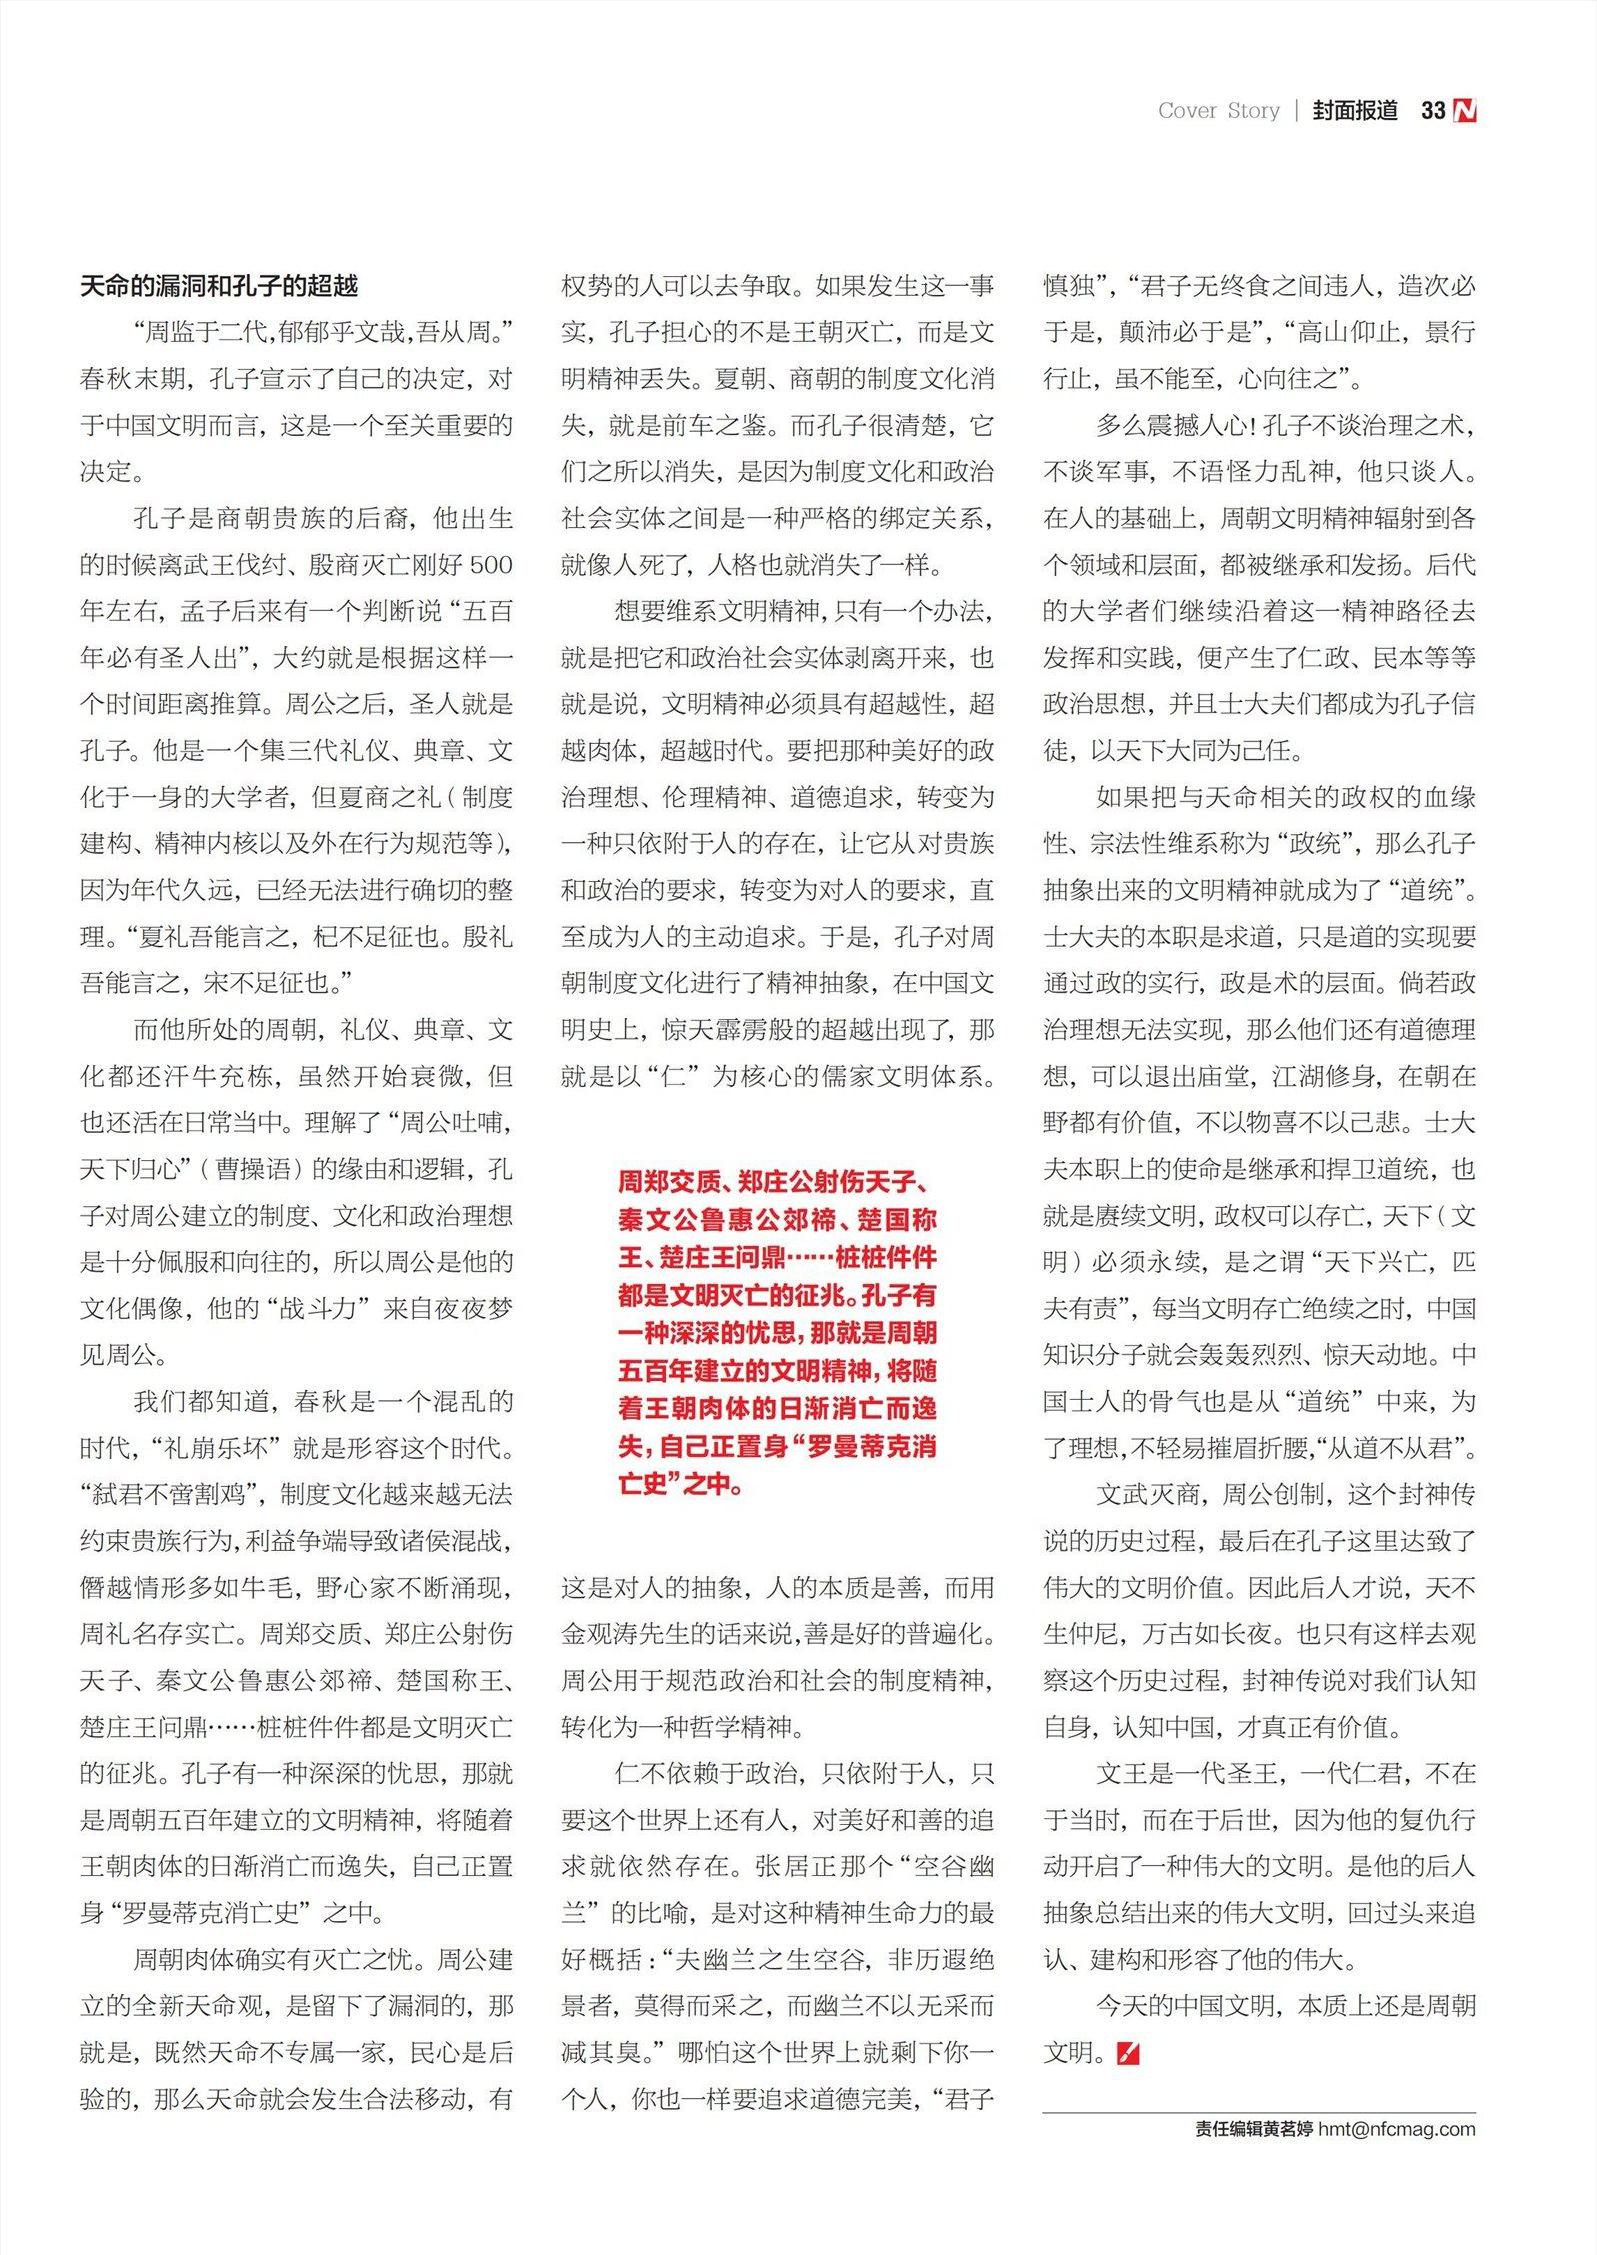 Cover Story | 封面报道 33
天命的漏洞和孔子的超越
“周监于二代,郁郁乎文哉,吾从周。”
春秋末期，孔子宣示了自己的决定，对
于中国文明而言，这是一个至关重要的
决定。
孔子是商朝贵族的后裔，他出生
的时候离武王伐纣、殷商灭亡刚好 500
年左右，孟子后来有一个判断说“五百
年必有圣人出”，大约就是根据这样一
个时间距离推算。周公之后，圣人就是
孔子。他是一个集三代礼仪、典章、文
化于一身的大学者，但夏商之礼（制度
建构、精神内核以及外在行为规范等），
因为年代久远，已经无法进行确切的整
理。“夏礼吾能言之，杞不足征也。殷礼
吾能言之，宋不足征也。”
而他所处的周朝，礼仪、典章、文
化都还汗牛充栋，虽然开始衰微，但
也还活在日常当中。理解了“周公吐哺，
天下归心”（曹操语）的缘由和逻辑，孔
子对周公建立的制度、文化和政治理想
是十分佩服和向往的，所以周公是他的
文化偶像，他的“战斗力”来自夜夜梦
见周公。
我们都知道，春秋是一个混乱的
时代，“礼崩乐坏”就是形容这个时代。
“弑君不啻割鸡”，制度文化越来越无法
约束贵族行为，利益争端导致诸侯混战，
僭越情形多如牛毛，野心家不断涌现，
周礼名存实亡。周郑交质、郑庄公射伤
天子、秦文公鲁惠公郊禘、楚国称王、
楚庄王问鼎……桩桩件件都是文明灭亡
的征兆。孔子有一种深深的忧思，那就
是周朝五百年建立的文明精神，将随着
王朝肉体的日渐消亡而逸失，自己正置
身“罗曼蒂克消亡史”之中。
周朝肉体确实有灭亡之忧。周公建
立的全新天命观，是留下了漏洞的，那
就是，既然天命不专属一家，民心是后
验的，那么天命就会发生合法移动，有
权势的人可以去争取。如果发生这一事
实，孔子担心的不是王朝灭亡，而是文
明精神丢失。夏朝、商朝的制度文化消
失，就是前车之鉴。而孔子很清楚，它
们之所以消失，是因为制度文化和政治
社会实体之间是一种严格的绑定关系，
就像人死了，人格也就消失了一样。
想要维系文明精神，只有一个办法，
就是把它和政治社会实体剥离开来，也
就是说，文明精神必须具有超越性，超
越肉体，超越时代。要把那种美好的政
治理想、伦理精神、道德追求，转变为
一种只依附于人的存在，让它从对贵族
和政治的要求，转变为对人的要求，直
至成为人的主动追求。于是，孔子对周
朝制度文化进行了精神抽象，在中国文
明史上，惊天霹雳般的超越出现了，那
就是以“仁”为核心的儒家文明体系。
周郑交质、郑庄公射伤天子、
秦文公鲁惠公郊禘、楚国称
王、楚庄王问鼎……桩桩件件
都是文明灭亡的征兆。孔子有
一种深深的忧思，那就是周朝
五百年建立的文明精神，将随
着王朝肉体的日渐消亡而逸
失，自己正置身“罗曼蒂克消
亡史”之中。
这是对人的抽象，人的本质是善，而用
金观涛先生的话来说，善是好的普遍化。
周公用于规范政治和社会的制度精神，
转化为一种哲学精神。
仁不依赖于政治，只依附于人，只
要这个世界上还有人，对美好和善的追
求就依然存在。张居正那个“空谷幽
兰”的比喻，是对这种精神生命力的最
好概括：“夫幽兰之生空谷，非历遐绝
景者，莫得而采之，而幽兰不以无采而
减其臭。”哪怕这个世界上就剩下你一
个人，你也一样要追求道德完美，“君子
慎独”，“君子无终食之间违人，造次必
于是，颠沛必于是”，“高山仰止，景行
行止，虽不能至，心向往之”。
多么震撼人心！孔子不谈治理之术，
不谈军事，不语怪力乱神，他只谈人。
在人的基础上，周朝文明精神辐射到各
个领域和层面，都被继承和发扬。后代
的大学者们继续沿着这一精神路径去
发挥和实践，便产生了仁政、民本等等
政治思想，并且士大夫们都成为孔子信
徒，以天下大同为己任。
如果把与天命相关的政权的血缘
性、宗法性维系称为“政统”，那么孔子
抽象出来的文明精神就成为了“道统”。
士大夫的本职是求道，只是道的实现要
通过政的实行，政是术的层面。倘若政
治理想无法实现，那么他们还有道德理
想，可以退出庙堂，江湖修身，在朝在
野都有价值，不以物喜不以己悲。士大
夫本职上的使命是继承和捍卫道统，也
就是赓续文明，政权可以存亡，天下（文
明）必须永续，是之谓“天下兴亡，匹
夫有责”，每当文明存亡绝续之时，中国
知识分子就会轰轰烈烈、惊天动地。中
国士人的骨气也是从“道统”中来，为
了理想，不轻易摧眉折腰，“从道不从君”。
文武灭商，周公创制，这个封神传
说的历史过程，最后在孔子这里达致了
伟大的文明价值。因此后人才说，天不
生仲尼，万古如长夜。也只有这样去观
察这个历史过程，封神传说对我们认知
自身，认知中国，才真正有价值。
文王是一代圣王，一代仁君，不在
于当时，而在于后世，因为他的复仇行
动开启了一种伟大的文明。是他的后人
抽象总结出来的伟大文明，回过头来追
认、建构和形容了他的伟大。
今天的中国文明，本质上还是周朝
文明。
责任编辑黄茗婷 hmt@nfcmag.com